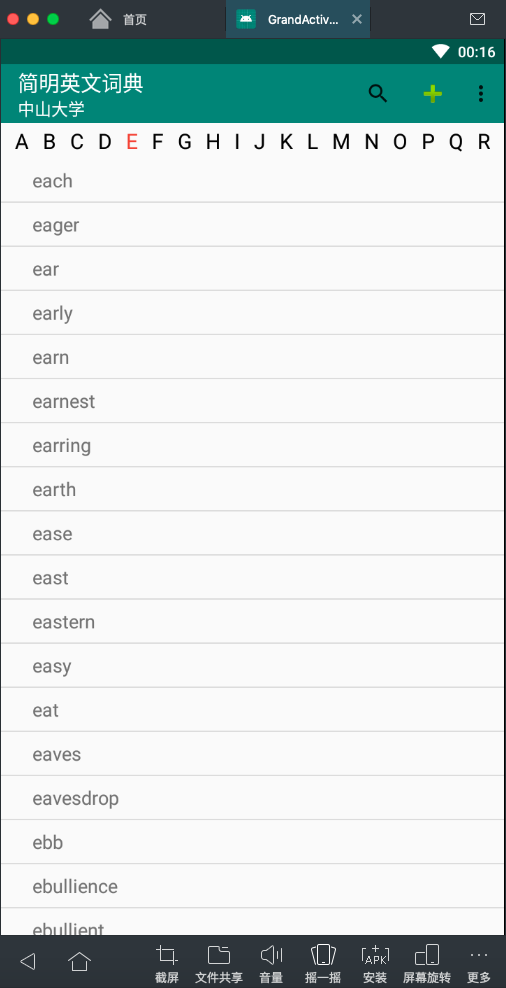 首页
GrandActiv...
00:16
简明英文词典
中山大学
A B C D E F G H I J K L M N O P Q R
each
eager
ear
early
earn
earnest
earring
earth
ease
east
eastern
easy
eat
eaves
eavesdrop
ebb
ebullience
ebullient
APK
截屏 文件共享 音量 摇一摇 安装 屏幕旋转 更多